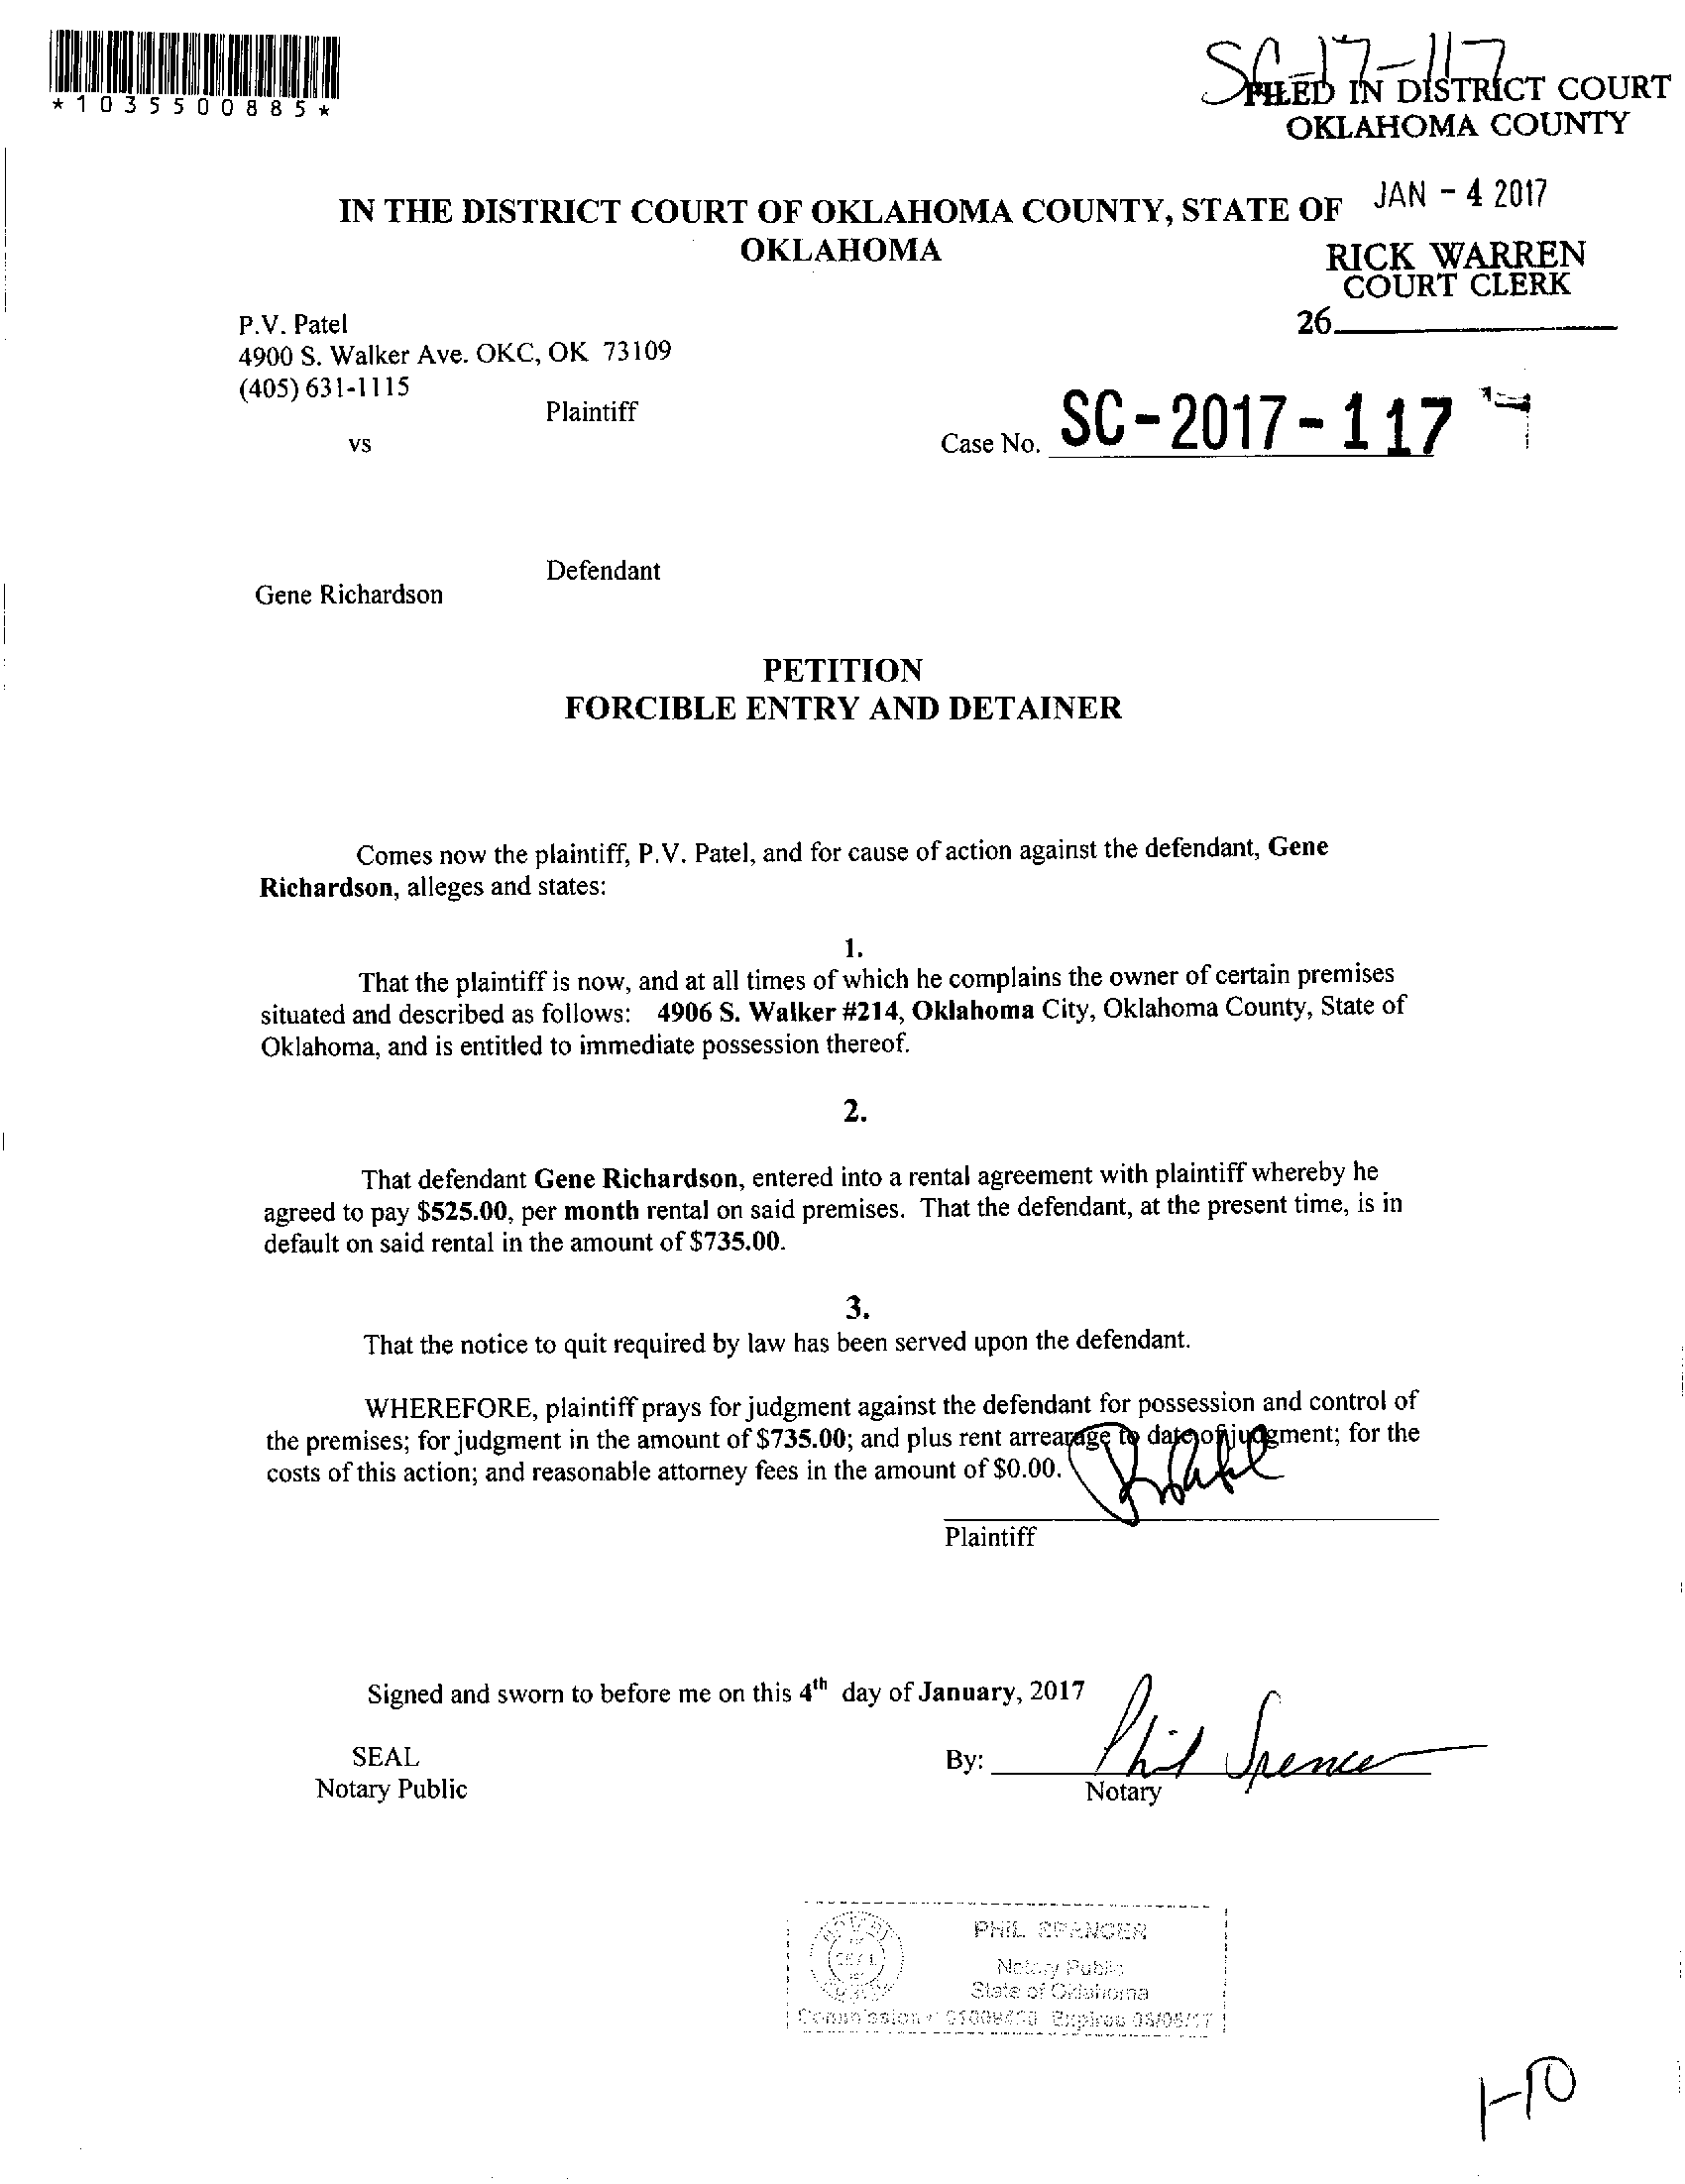 *1035500885*
SC-17-117
FILED IN DISTRICT COURT
OKLAHOMA COUNTY
JAN - 4 2017
IN THE DISTRICT COURT OF OKLAHOMA COUNTY, STATE OF
OKLAHOMA
RICK WARREN
COURT CLERK
26
P.V. Patel
4900 S. Walker Ave. OKC, OK 73109
(405) 631-1115
Plaintiff
vs
Case No. SC-2017-117
Defendant
Gene Richardson
PETITION
FORCIBLE ENTRY AND DETAINER
Comes now the plaintiff, P.V. Patel, and for cause of action against the defendant, Gene
Richardson, alleges and states:
1.
That the plaintiff is now, and at all times of which he complains the owner of certain premises
situated and described as follows: 4906 S. Walker #214, Oklahoma City, Oklahoma County, State of
Oklahoma, and is entitled to immediate possession thereof.
2.
That defendant Gene Richardson, entered into a rental agreement with plaintiff whereby he
agreed to pay $525.00, per month rental on said premises. That the defendant, at the present time, is in
default on said rental in the amount of $735.00.
3.
That the notice to quit required by law has been served upon the defendant.
WHEREFORE, plaintiff prays for judgment against the defendant for possession and control of
the premises; for judgment in the amount of $735.00; and plus rent arrearage to date of judgment; for the
costs of this action; and reasonable attorney fees in the amount of $0.00.
Plaintiff
Signed and sworn to before me on this 4th day of January, 2017
SEAL
By: Phil Spencer
Notary Public
Notary
PHIL SPENCER
Notary Public
State of Oklahoma
Commission # Expires
1-10